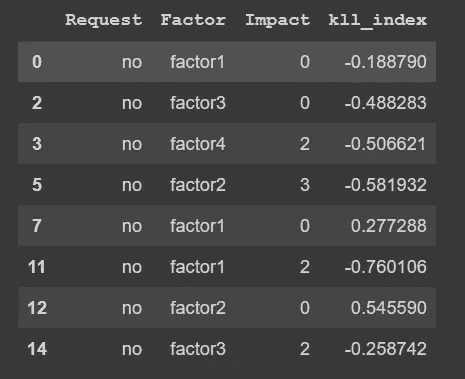 Request Factor Impact kll_index
0 no factor1 0 -0.188790
2 no factor3 0 -0.488283
3 no factor4 2 -0.506621
5 no factor2 3 -0.581932
7 no factor1 0 0.277288
11 no factor1 2 -0.760106
12 no factor2 0 0.545590
14 no factor3 2 -0.258742